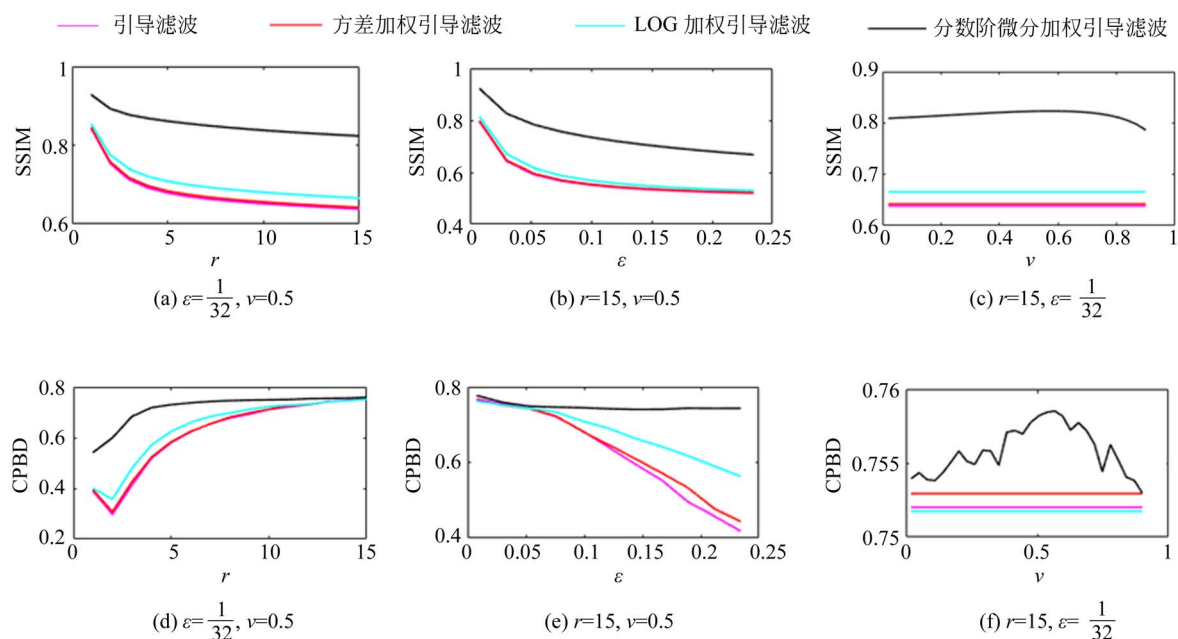 引导滤波 方差加权引导滤波 LOG 加权引导滤波 分数阶微分加权引导滤波
1
0.8
0.6
SSIM
0 5 10 15
r
(a) ε=1/32, v=0.5
1
0.8
0.6
0.4
SSIM
0 0.05 0.1 0.15 0.2 0.25
ε
(b) r=15, v=0.5
0.9
0.8
0.7
0.6
SSIM
0 0.2 0.4 0.6 0.8 1
v
(c) r=15, ε= 1/32
0.8
0.6
0.4
0.2
CPBD
0 5 10 15
r
(d) ε=1/32, v=0.5
0.8
0.6
0.4
CPBD
0 0.05 0.1 0.15 0.2 0.25
ε
(e) r=15, v=0.5
0.76
0.755
0.75
CPBD
0 0.5 1
v
(f) r=15, ε= 1/32